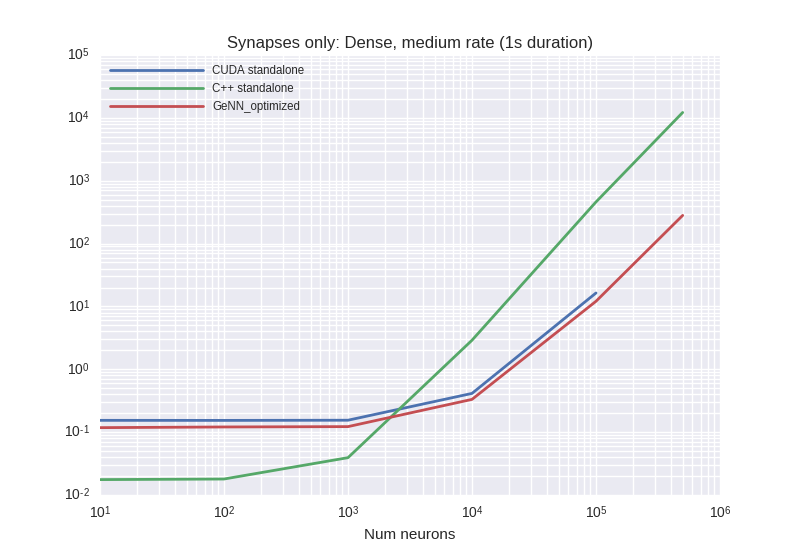 Synapses only: Dense, medium rate (1s duration)
CUDA standalone
C++ standalone
GeNN_optimized
10^5
10^4
10^3
10^2
10^1
10^0
10^-1
10^-2
10^1 10^2 10^3 10^4 10^5 10^6
Num neurons